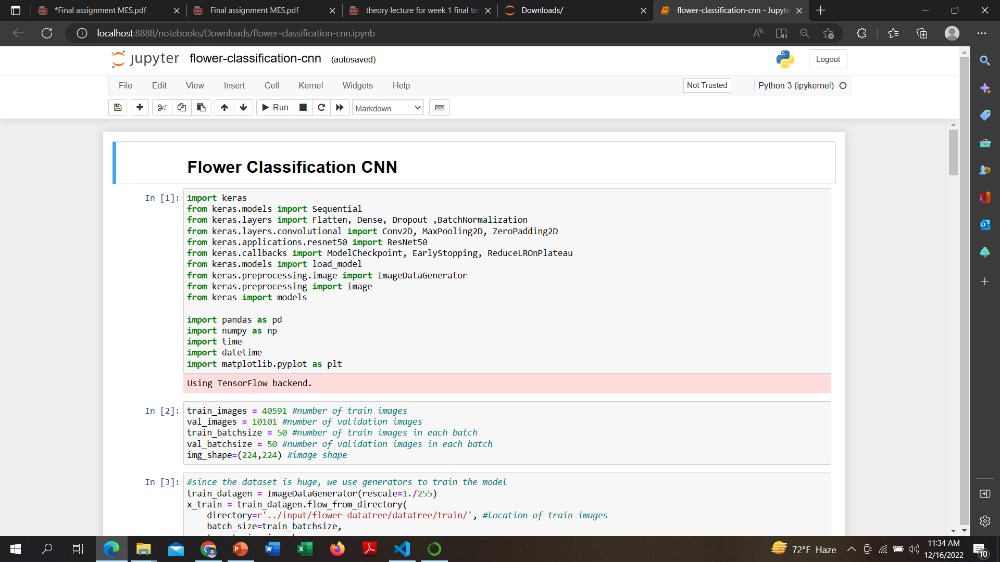 *Final assignment MES.pdf
Final assignment MES.pdf
theory lecture for week 1 final te
Downloads/
flower-classification-cnn - Jupyte
localhost:8888/notebooks/Downloads/flower-classification-cnn.ipynb
jupyter flower-classification-cnn (autosaved)
Logout
File Edit View Insert Cell Kernel Widgets Help
Not Trusted
Python 3 (ipykernel)
Run
Markdown
Flower Classification CNN
In [1]:
import keras
from keras.models import Sequential
from keras.layers import Flatten, Dense, Dropout ,BatchNormalization
from keras.layers.convolutional import Conv2D, MaxPooling2D, ZeroPadding2D
from keras.applications.resnet50 import ResNet50
from keras.callbacks import ModelCheckpoint, EarlyStopping, ReduceLROnPlateau
from keras.models import load_model
from keras.preprocessing.image import ImageDataGenerator
from keras.preprocessing import image
from keras import models
import pandas as pd
import numpy as np
import time
import datetime
import matplotlib.pyplot as plt
Using TensorFlow backend.
In [2]:
train_images = 40591 #number of train images
val_images = 10101 #number of validation images
train_batchsize = 50 #number of train images in each batch
val_batchsize = 50 #number of validation images in each batch
img_shape=(224,224) #image shape
In [3]:
#since the dataset is huge, we use generators to train the model
train_datagen = ImageDataGenerator(rescale=1./255)
x_train = train_datagen.flow_from_directory(
directory=r'../input/flower-datatree/datatree/train/', #location of train images
batch_size=train_batchsize,
72°F Haze
11:34 AM
12/16/2022
10